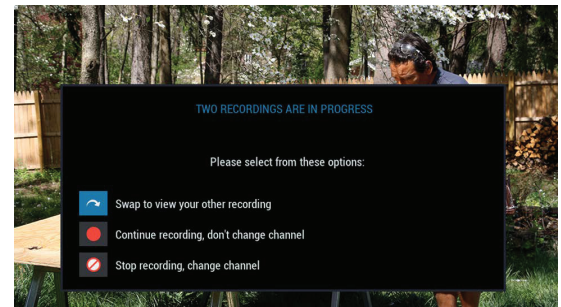 TWO RECORDINGS ARE IN PROGRESS
Please select from these options:
Swap to view your other recording
Continue recording, don't change channel
Stop recording, change channel